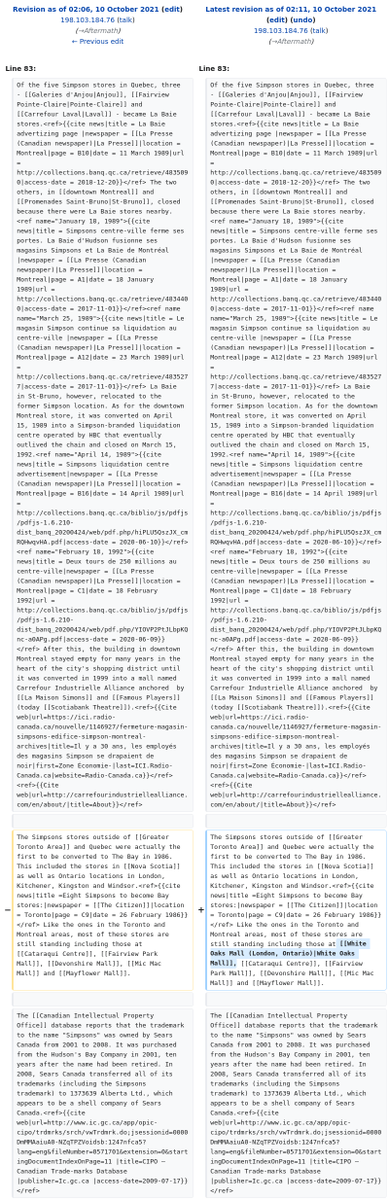 Revision as of 02:06, 10 October 2021 (edit)
198.103.184.76 (talk)
(→Aftermath)
← Previous edit
Latest revision as of 02:11, 10 October 2021
(edit) (undo)
198.103.184.76 (talk)
(→Aftermath)
Line 83:
Of the five Simpson stores in Quebec, three
- [[Galeries d'Anjou|Anjou]], [[Fairview
Pointe-Claire|Pointe-Claire]] and
[[Carrefour Laval|Laval]] - became La Baie
stores.<ref>{{cite news|title = La Baie
advertizing page |newspaper = [[La Presse
(Canadian newspaper)|La Presse]]|location =
Montreal|page = B10|date = 11 March 1989|url
=
http://collections.banq.qc.ca/retrieve/483509
0|access-date = 2018-12-20}}</ref> The two
others, in [[downtown Montreal]] and
[[Promenades Saint-Bruno|St-Bruno]], closed
because there were La Baie stores nearby.
<ref name="January 18, 1989">{{cite
news|title = Simpson centre-ville ferme ses
portes. La Baie d'Hudson fusionne ses
magasins Simpsons et La Baie de Montréal
|newspaper = [[La Presse (Canadian
newspaper)|La Presse]]|location =
Montreal|page = A1|date = 18 January
1989|url =
http://collections.banq.qc.ca/retrieve/483440
0|access-date = 2017-11-01}}</ref><ref
name="March 25, 1989">{{cite news|title = Le
magasin Simpson continue sa liquidation au
centre-ville |newspaper = [[La Presse
(Canadian newspaper)|La Presse]]|location =
Montreal|page = A12|date = 23 March 1989|url
=
http://collections.banq.qc.ca/retrieve/483527
7|access-date = 2017-11-01}}</ref> La Baie
in St-Bruno, however, relocated to the
former Simpson location. As for the downtown
Montreal store, it was converted on April
15, 1989 into a Simpson-branded liquidation
centre operated by HBC that eventually
outlived the chain and closed on March 15,
1992.<ref name="April 14, 1989">{{cite
news|title = Simpsons liquidation centre
advertisement|newspaper = [[La Presse
(Canadian newspaper)|La Presse]]|location =
Montreal|page = B16|date = 14 April 1989|url
=
http://collections.banq.qc.ca/biblio/js/pdfjs
/pdfjs-1.6.210-
dist_banq_20200424/web/pdf.php/
|access-date = 2020-06-10}}</ref>
<ref name="February 18, 1992">{{cite
news|title = Deux tours de 250 millions au
centre-ville|newspaper = [[La Presse
(Canadian newspaper)|La Presse]]|location =
Montreal|page = C1|date = 18 February
1992|url =
http://collections.banq.qc.ca/biblio/js/pdfjs
/pdfjs-1.6.210-
dist_banq_20200424/web/pdf.php/
|access-date = 2020-06-09}}
</ref> After this, the building in downtown
Montreal stayed empty for many years in the
heart of the city's shopping district until
it was converted in 1999 into a mall named
Carrefour Industrielle Alliance anchored  by
[[La Maison Simons]] and [[Famous Players]]
(today [[Scotiabank Theatre]]).<ref>{{Cite
web|url=https://ici.radio-
canada.ca/nouvelle/1146927/fermeture-magasin-
simpsons-edifice-simpson-montreal-
archives|title=Il y a 30 ans, les employés
des magasins Simpson se drapaient de
noir|first=Zone Économie-|last=ICI.Radio-
Canada.ca|website=Radio-Canada.ca}}</ref>
<ref>{{Cite
web|url=http://carrefourindustriellealliance.
com/en/about/|title=About}}</ref>
Line 83:
Of the five Simpson stores in Quebec, three
- [[Galeries d'Anjou|Anjou]], [[Fairview
Pointe-Claire|Pointe-Claire]] and
[[Carrefour Laval|Laval]] - became La Baie
stores.<ref>{{cite news|title = La Baie
advertizing page |newspaper = [[La Presse
(Canadian newspaper)|La Presse]]|location =
Montreal|page = B10|date = 11 March 1989|url
=
http://collections.banq.qc.ca/retrieve/483509
0|access-date = 2018-12-20}}</ref> The two
others, in [[downtown Montreal]] and
[[Promenades Saint-Bruno|St-Bruno]], closed
because there were La Baie stores nearby.
<ref name="January 18, 1989">{{cite
news|title = Simpson centre-ville ferme ses
portes. La Baie d'Hudson fusionne ses
magasins Simpsons et La Baie de Montréal
|newspaper = [[La Presse (Canadian
newspaper)|La Presse]]|location =
Montreal|page = A1|date = 18 January
1989|url =
http://collections.banq.qc.ca/retrieve/483440
0|access-date = 2017-11-01}}</ref><ref
name="March 25, 1989">{{cite news|title = Le
magasin Simpson continue sa liquidation au
centre-ville |newspaper = [[La Presse
(Canadian newspaper)|La Presse]]|location =
Montreal|page = A12|date = 23 March 1989|url
=
http://collections.banq.qc.ca/retrieve/483527
7|access-date = 2017-11-01}}</ref> La Baie
in St-Bruno, however, relocated to the
former Simpson location. As for the downtown
Montreal store, it was converted on April
15, 1989 into a Simpson-branded liquidation
centre operated by HBC that eventually
outlived the chain and closed on March 15,
1992.<ref name="April 14, 1989">{{cite
news|title = Simpsons liquidation centre
advertisement|newspaper = [[La Presse
(Canadian newspaper)|La Presse]]|location =
Montreal|page = B16|date = 14 April 1989|url
=
http://collections.banq.qc.ca/biblio/js/pdfjs
/pdfjs-1.6.210-
dist_banq_20200424/web/pdf.php/
|access-date = 2020-06-10}}</ref>
<ref name="February 18, 1992">{{cite
news|title = Deux tours de 250 millions au
centre-ville|newspaper = [[La Presse
(Canadian newspaper)|La Presse]]|location =
Montreal|page = C1|date = 18 February
1992|url =
http://collections.banq.qc.ca/biblio/js/pdfjs
/pdfjs-1.6.210-
dist_banq_20200424/web/pdf.php/
|access-date = 2020-06-09}}
</ref> After this, the building in downtown
Montreal stayed empty for many years in the
heart of the city's shopping district until
it was converted in 1999 into a mall named
Carrefour Industrielle Alliance anchored  by
[[La Maison Simons]] and [[Famous Players]]
(today [[Scotiabank Theatre]]).<ref>{{Cite
web|url=https://ici.radio-
canada.ca/nouvelle/1146927/fermeture-magasin-
simpsons-edifice-simpson-montreal-
archives|title=Il y a 30 ans, les employés
des magasins Simpson se drapaient de
noir|first=Zone Économie-|last=ICI.Radio-
Canada.ca|website=Radio-Canada.ca}}</ref>
<ref>{{Cite
web|url=http://carrefourindustriellealliance.
com/en/about/|title=About}}</ref>
−
The Simpsons stores outside of [[Greater
Toronto Area]] and Quebec were actually the
first to be converted to The Bay in 1986.
This included the stores in [[Nova Scotia]]
as well as Ontario locations in London,
Kitchener, Kingston and Windsor.<ref>{{cite
news|title =Eight Simpsons to become Bay
stores:|newspaper = [[The Citizen]]|location
= Toronto|page = C9|date = 26 February 1986}}
</ref> Like the ones in the Toronto and
Montreal areas, most of these stores are
still standing including those at
[[Cataraqui Centre]], [[Fairview Park
Mall]], [[Devonshire Mall]], [[Mic Mac
Mall]] and [[Mayflower Mall]].
+
The Simpsons stores outside of [[Greater
Toronto Area]] and Quebec were actually the
first to be converted to The Bay in 1986.
This included the stores in [[Nova Scotia]]
as well as Ontario locations in London,
Kitchener, Kingston and Windsor.<ref>{{cite
news|title =Eight Simpsons to become Bay
stores:|newspaper = [[The Citizen]]|location
= Toronto|page = C9|date = 26 February 1986}}
</ref> Like the ones in the Toronto and
Montreal areas, most of these stores are
still standing including those at [[White
Oaks Mall (London, Ontario)|White Oaks
Mall]], [[Cataraqui Centre]], [[Fairview Park
Mall]], [[Devonshire Mall]], [[Mic Mac
Mall]] and [[Mayflower Mall]].
The [[Canadian Intellectual Property
Office]] database reports that the trademark
to the name "Simpsons" was owned by Sears
Canada from 2001 to 2008. It was purchased
from the Hudson's Bay Company in 2001, ten
years after the name had been retired. In
2008, Sears Canada transferred all of its
trademarks (including the Simpsons
trademark) to 1373639 Alberta Ltd., which
appears to be a shell company of Sears
Canada.<ref>{{cite
web|url=http://www.ic.gc.ca/app/opic-
cipo/trdmrks/srch/vwTrdmrk.do;jsessionid=0000
lang=eng&fileNumber=0571701&extension=0&start
ingDocumentIndexOnPage=11 |title=CIPO –
Canadian Trade-marks Database
|publisher=Ic.gc.ca |access-date=2009-07-17}}
</ref>
The [[Canadian Intellectual Property
Office]] database reports that the trademark
to the name "Simpsons" was owned by Sears
Canada from 2001 to 2008. It was purchased
from the Hudson's Bay Company in 2001, ten
years after the name had been retired. In
2008, Sears Canada transferred all of its
trademarks (including the Simpsons
trademark) to 1373639 Alberta Ltd., which
appears to be a shell company of Sears
Canada.<ref>{{cite
web|url=http://www.ic.gc.ca/app/opic-
cipo/trdmrks/srch/vwTrdmrk.do;jsessionid=0000
lang=eng&fileNumber=0571701&extension=0&start
ingDocumentIndexOnPage=11 |title=CIPO –
Canadian Trade-marks Database
|publisher=Ic.gc.ca |access-date=2009-07-17}}
</ref>